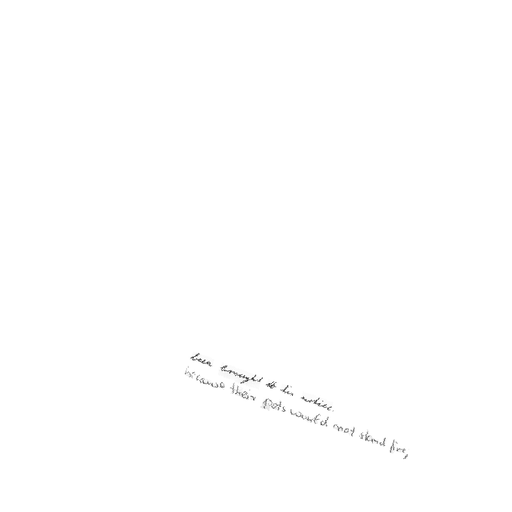 been brought to his notice.
because their pots would not stand fire,